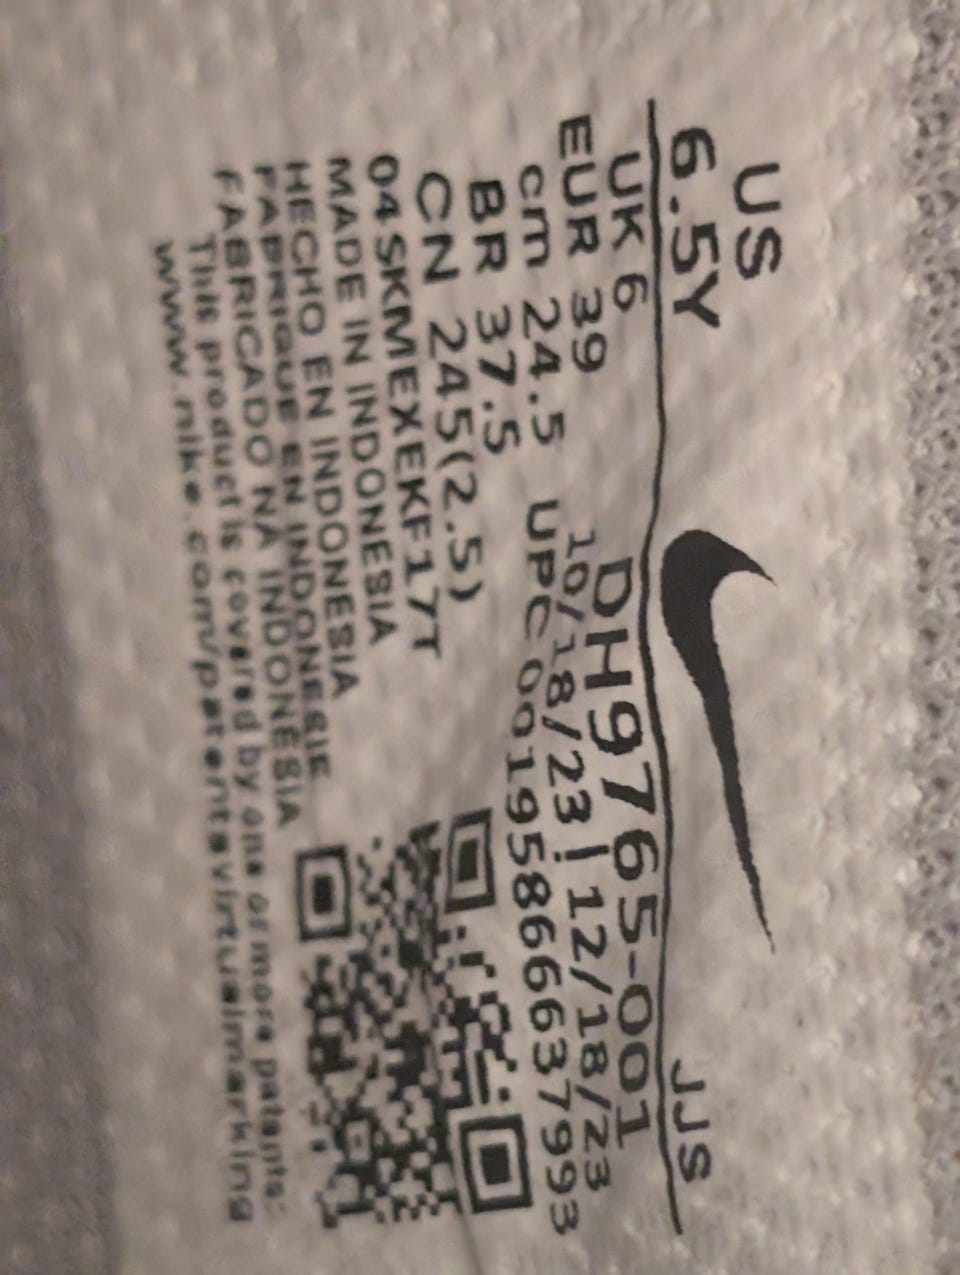 US
6.5Y
JJS
UK 6
EUR 39
cm 24.5
BR 37.5
CN 245(2.5)
DH9765-001
10/18/23|12/18/23
UPC 00195866637993
04SKMEXEKF17T
MADE IN INDONESIA
HECHO EN INDONESIA
FABRIQUE EN INDONESIE
FABRICADO NA INDONESIA
This product is covered by one or more patents:
www.nike.com/patentsvirtualmarking